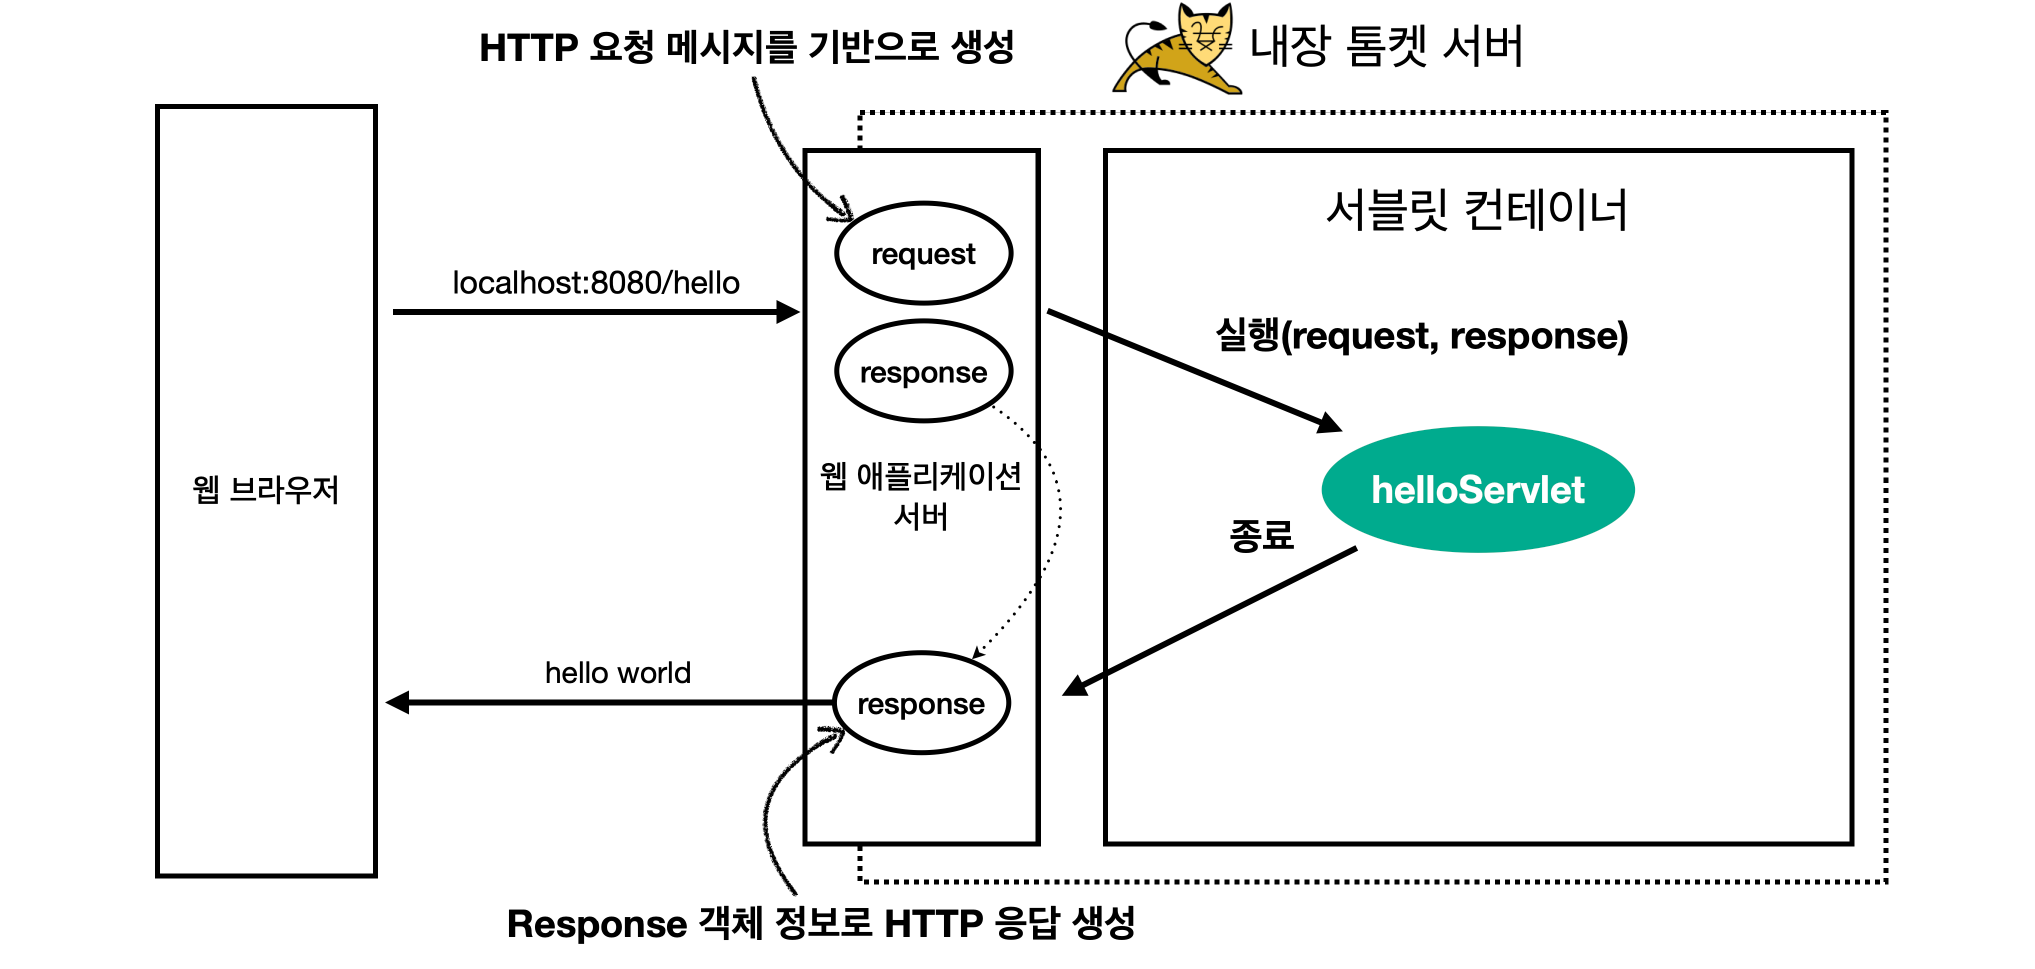 HTTP 요청 메시지를 기반으로 생성
내장 톰켓 서버
웹 브라우저
localhost:8080/hello
request
response
웹 애플리케이션
서버
서블릿 컨테이너
실행(request, response)
helloServlet
종료
hello world
response
Response 객체 정보로 HTTP 응답 생성